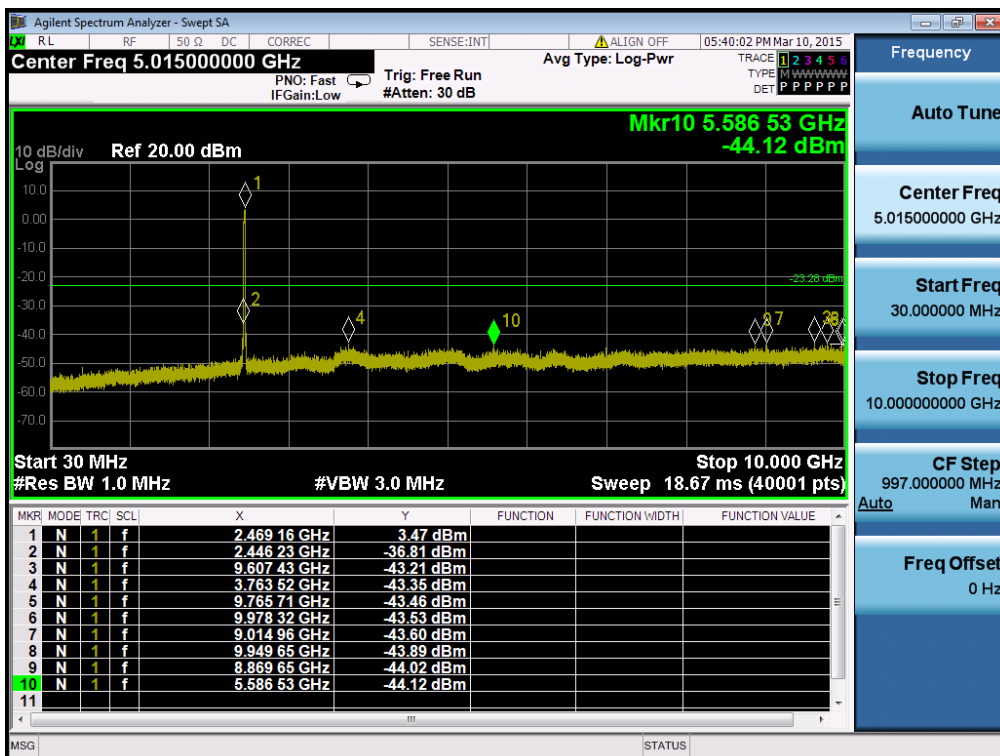 Agilent Spectrum Analyzer - Swept SA
LXI RL RF 50 Ω DC CORREC SENSE:INT ALIGN OFF 05:40:02 PM Mar 10, 2015
Center Freq 5.015000000 GHz
PNO: Fast
IFGain:Low
Trig: Free Run
#Atten: 30 dB
Avg Type: Log-Pwr
TRACE 1 2 3 4 5 6
TYPE M WWWWW
DET P P P P P P
Mkr10 5.586 53 GHz
-44.12 dBm
10 dB/div Ref 20.00 dBm
Log
10.0
0.00
-10.0
-20.0
-30.0
-40.0
-50.0
-60.0
-70.0
1
2
4
10
9 7
3 8
-23.28 dBm
Start 30 MHz Stop 10.000 GHz
#Res BW 1.0 MHz #VBW 3.0 MHz Sweep 18.67 ms (40001 pts)
MKR MODE TRC SCL X Y FUNCTION FUNCTION WIDTH FUNCTION VALUE
1 N 1 f 2.469 16 GHz 3.47 dBm
2 N 1 f 2.446 23 GHz -36.81 dBm
3 N 1 f 9.607 43 GHz -43.21 dBm
4 N 1 f 3.763 52 GHz -43.35 dBm
5 N 1 f 9.765 71 GHz -43.46 dBm
6 N 1 f 9.978 32 GHz -43.53 dBm
7 N 1 f 9.014 96 GHz -43.60 dBm
8 N 1 f 9.949 65 GHz -43.89 dBm
9 N 1 f 8.869 65 GHz -44.02 dBm
10 N 1 f 5.586 53 GHz -44.12 dBm
11
MSG STATUS
Frequency
Auto Tune
Center Freq
5.015000000 GHz
Start Freq
30.000000 MHz
Stop Freq
10.000000000 GHz
CF Step
997.000000 MHz
Auto Man
Freq Offset
0 Hz